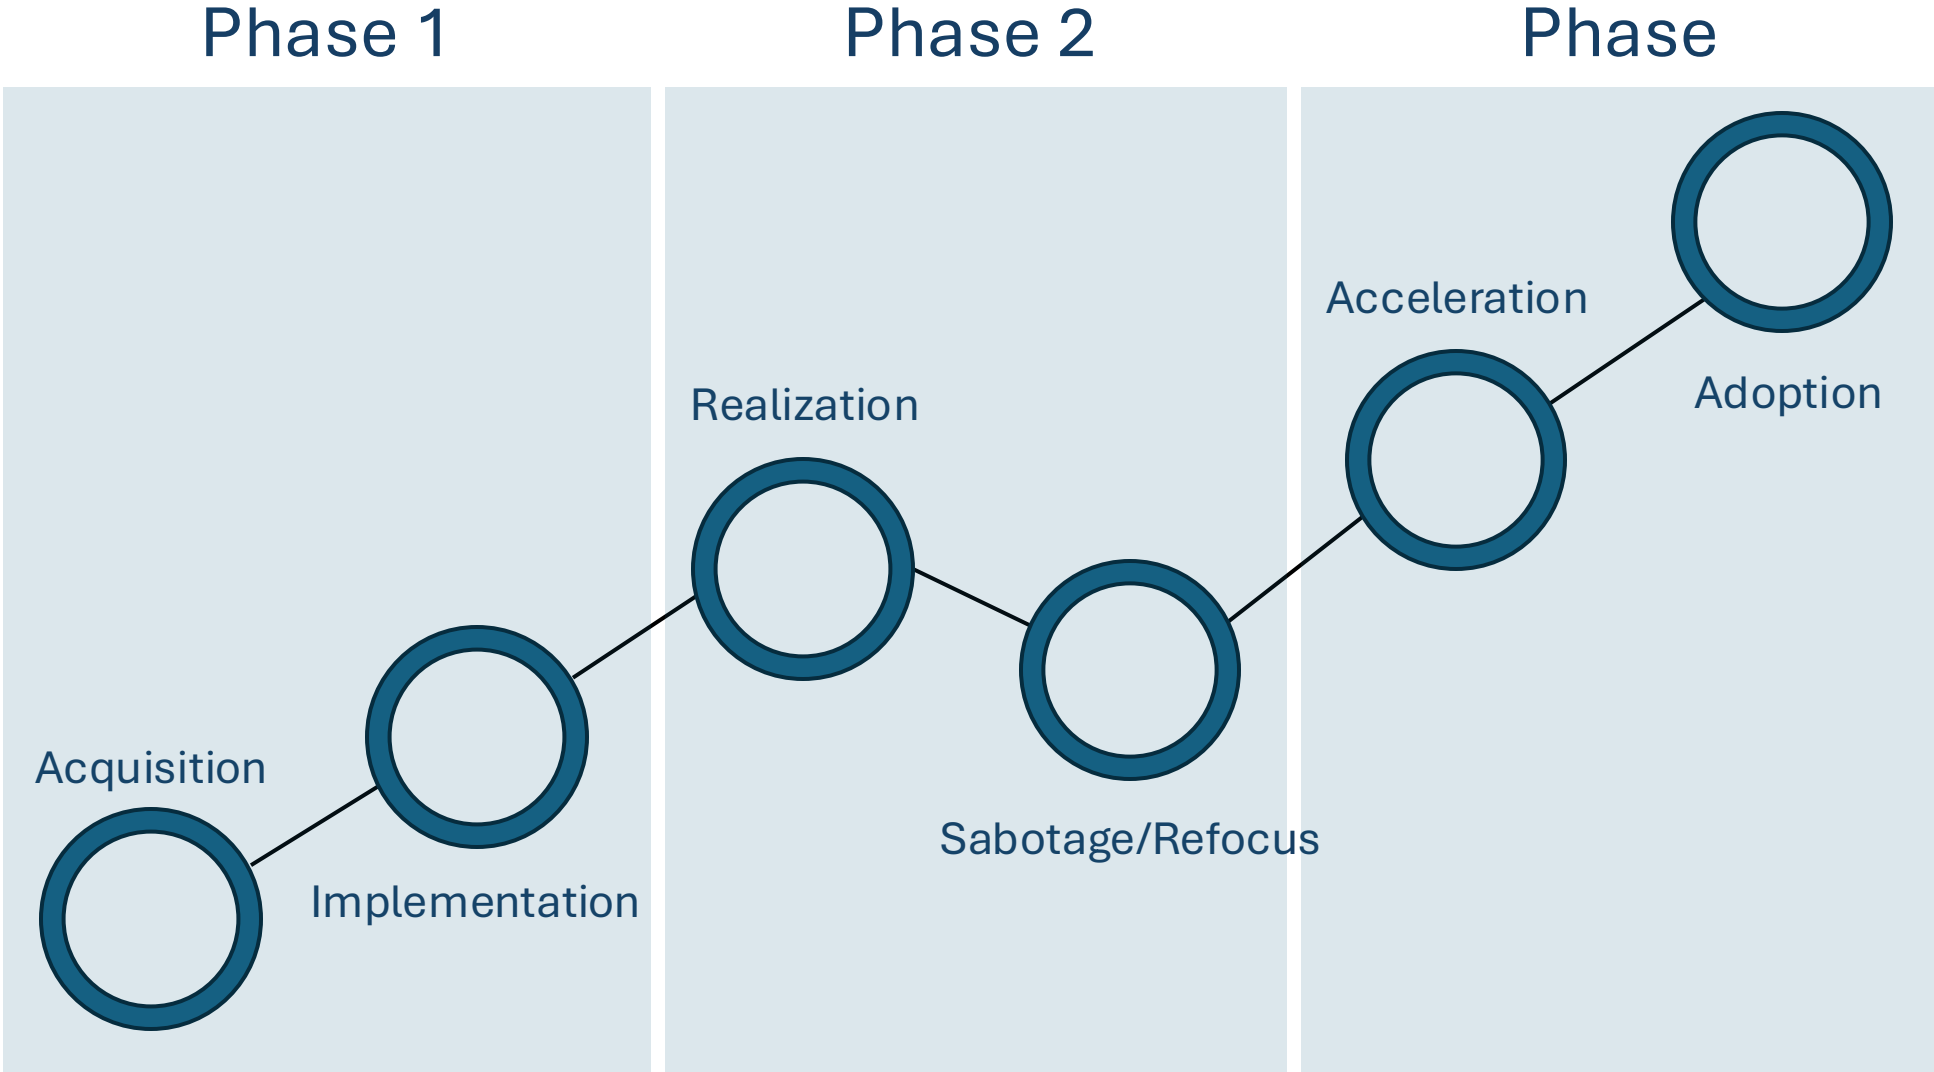 Phase 1
Phase 2
Phase
Acquisition
Implementation
Realization
Sabotage/Refocus
Acceleration
Adoption